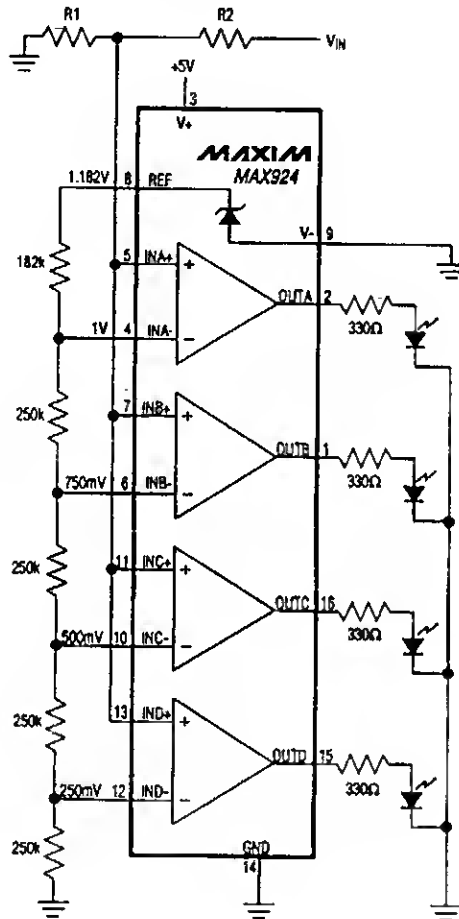 R1
R2
VIN
+5V
3
V+
MAXIM
MAX924
1.182V
8
REF
V-
9
182k
5
INA+
+
OUTA
2
330Ω
1V
4
INA-
−
250k
7
INB+
+
OUTB
1
330Ω
750mV
6
INB-
−
250k
11
INC+
+
OUTC
16
330Ω
500mV
10
INC-
−
250k
13
IND+
+
OUTD
15
330Ω
250mV
12
IND-
−
250k
GND
14